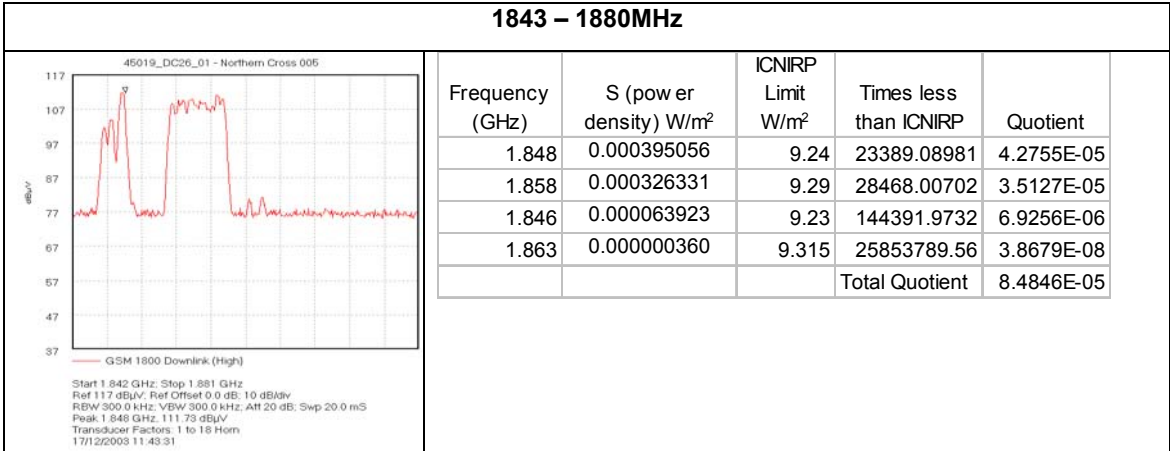 1843 – 1880MHz
45019_DC26_01 - Northern Cross 005
117
107
97
87
77
67
57
47
37
dBµV
GSM 1800 Downlink (High)
Start 1.842 GHz; Stop 1.881 GHz
Ref 117 dBµV; Ref Offset 0.0 dB; 10 dB/div
RBW 300.0 kHz; VBW 300.0 kHz; Att 20 dB; Swp 20.0 mS
Peak 1.848 GHz, 111.73 dBµV
Transducer Factors: 1 to 18 Horn
17/12/2003 11:43:31
Frequency (GHz) S (pow er density) W/m² ICNIRP Limit W/m² Times less than ICNIRP Quotient
1.848 0.000395056 9.24 23389.08981 4.2755E-05
1.858 0.000326331 9.29 28468.00702 3.5127E-05
1.846 0.000063923 9.23 144391.9732 6.9256E-06
1.863 0.000000360 9.315 25853789.56 3.8679E-08
Total Quotient 8.4846E-05